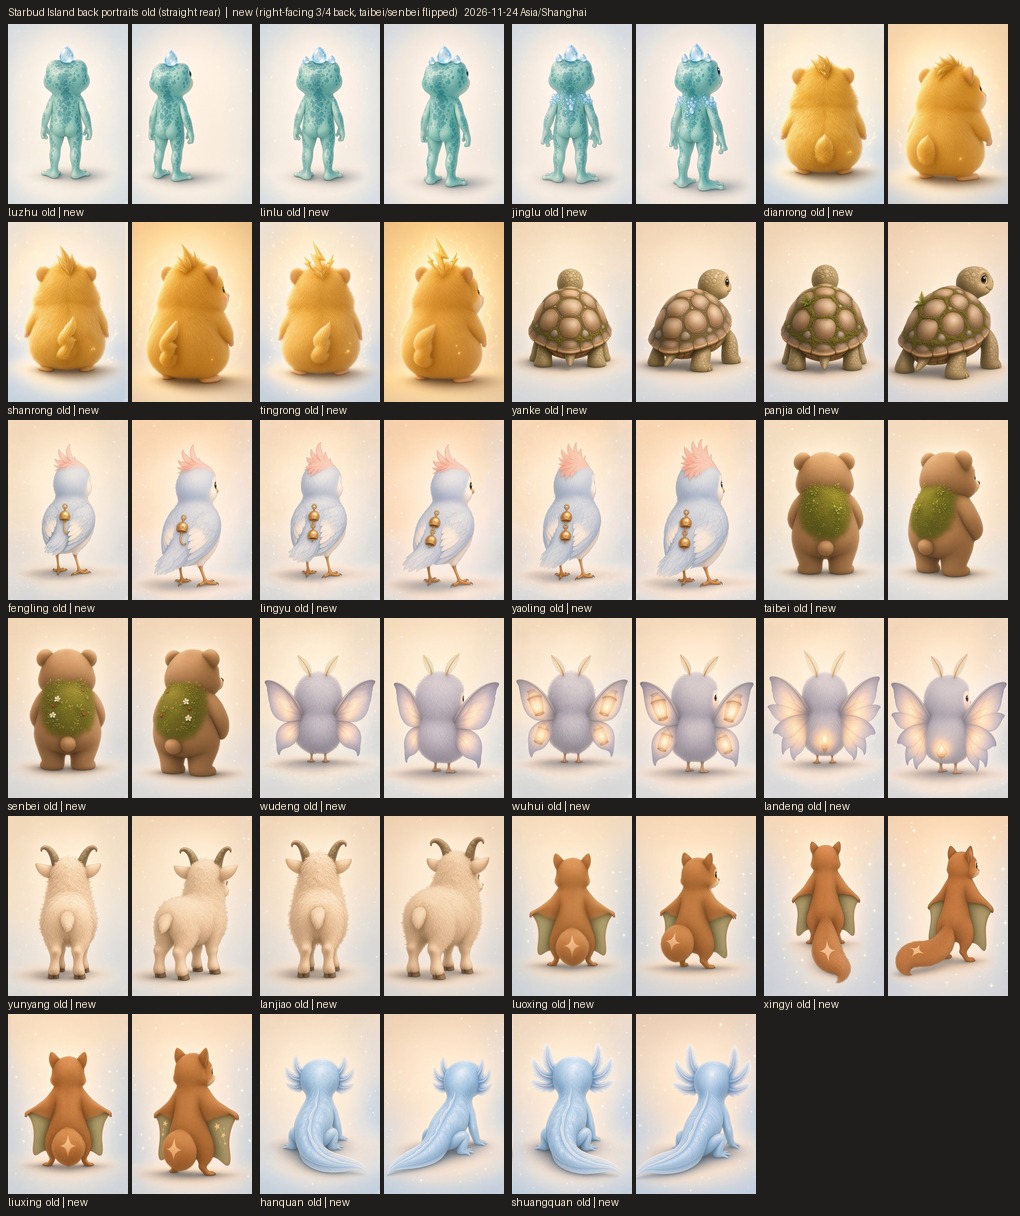 Starbud Island back portraits old (straight rear) | new (right-facing 3/4 back, taibei/senbei flipped) 2026-11-24 Asia/Shanghai
luzhu old | new
linlu old | new
jinglu old | new
dianrong old | new
shanrong old | new
tingrong old | new
yanke old | new
panjia old | new
fengling old | new
lingyu old | new
yaoling old | new
taibei old | new
senbei old | new
wudeng old | new
wuhui old | new
landeng old | new
yunyang old | new
lanjiao old | new
luoxing old | new
xingyi old | new
liuxing old | new
hanquan old | new
shuangquan old | new